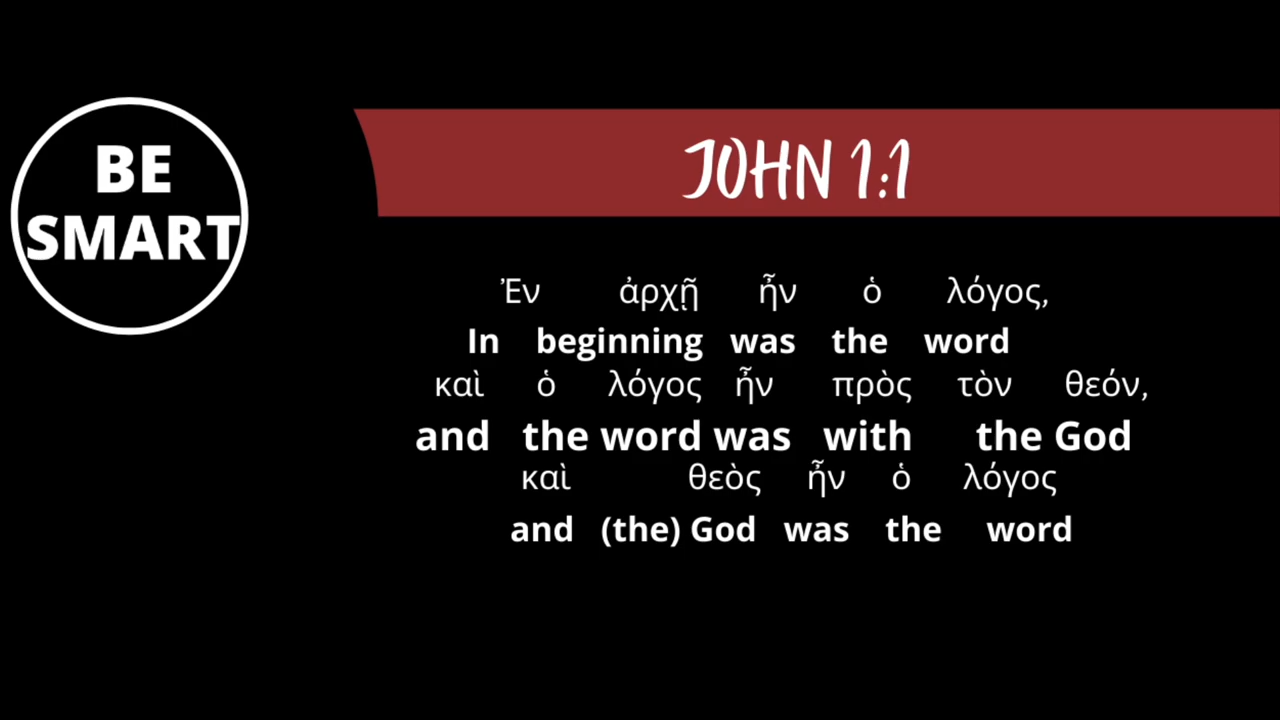 BE
SMART
JOHN 1:1
Ἐν ἀρχῇ ἦν ὁ λόγος,
In beginning was the word
καὶ ὁ λόγος ἦν πρὸς τὸν θεόν,
and the word was with the God
καὶ θεὸς ἦν ὁ λόγος
and (the) God was the word